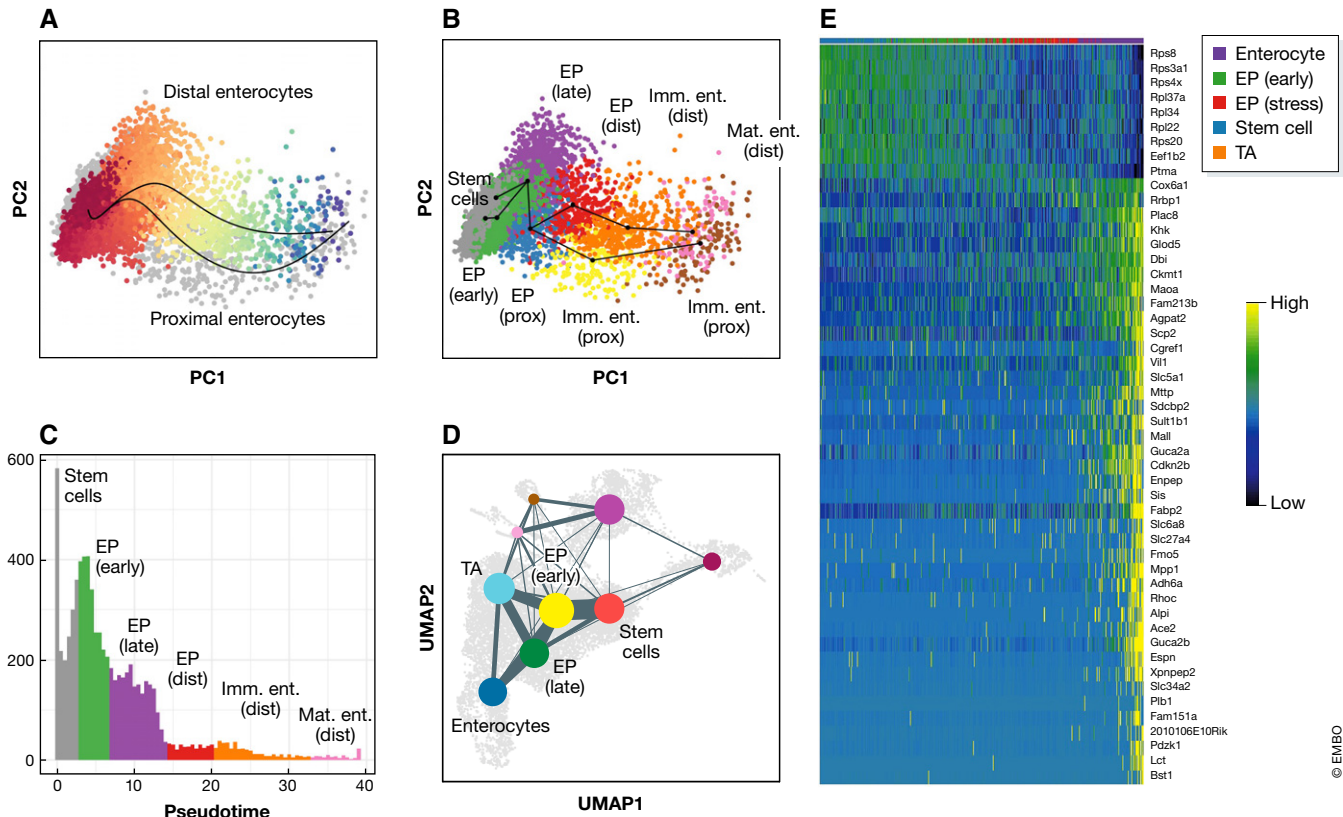 A
Distal enterocytes
Proximal enterocytes
PC2
PC1
B
EP
(late)
EP
(dist)
Imm. ent.
(dist)
Mat. ent.
(dist)
Stem
cells
EP
(early)
EP
(prox)
Imm. ent.
(prox)
Imm. ent.
(prox)
PC2
PC1
C
600
400
200
0
Stem
cells
EP
(early)
EP
(late)
EP
(dist)
Imm. ent.
(dist)
Mat. ent.
(dist)
0 10 20 30 40
Pseudotime
D
TA
EP
(early)
Stem
cells
EP
(late)
Enterocytes
UMAP2
UMAP1
E
Rps8
Rps3a1
Rps4x
Rpl37a
Rpl34
Rpl22
Rps20
Eef1b2
Ptma
Cox6a1
Rrbp1
Plac8
Khk
Glod5
Dbi
Ckmt1
Maoa
Fam213b
Agpat2
Scp2
Cgref1
Vil1
Slc5a1
Mttp
Sdcbp2
Sult1b1
Mall
Guca2a
Cdkn2b
Enpep
Sis
Fabp2
Slc6a8
Slc27a4
Fmo5
Mpp1
Adh6a
Rhoc
Alpi
Ace2
Guca2b
Espn
Xpnpep2
Slc34a2
Plb1
Fam151a
2010106E10Rik
Pdzk1
Lct
Bst1
Enterocyte
EP (early)
EP (stress)
Stem cell
TA
High
Low
© EMBO